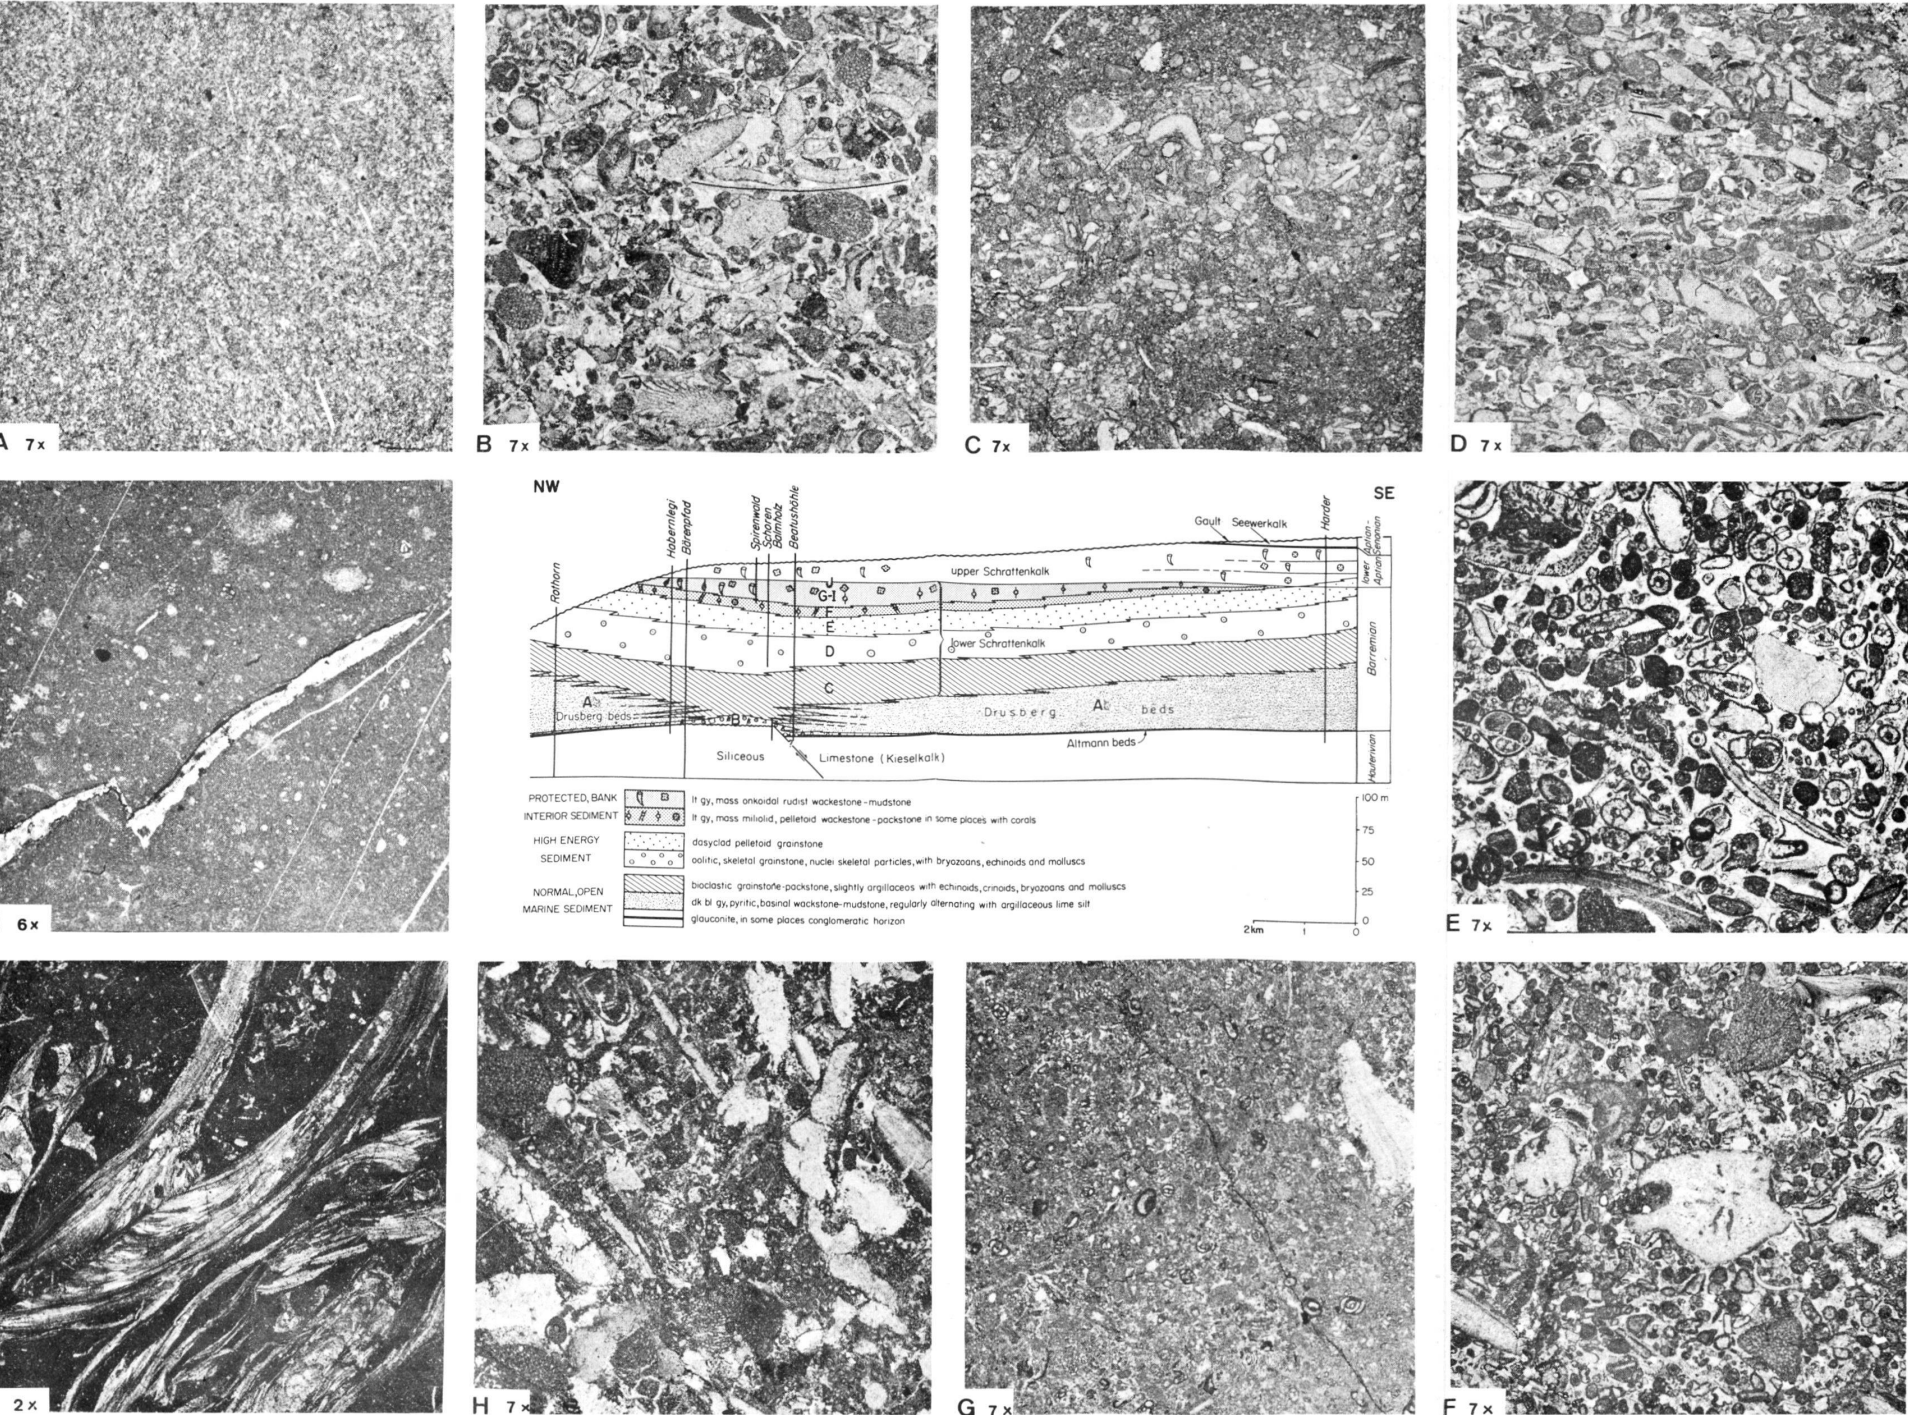 A 7x
B 7x
C 7x
D 7x
6x
NW
SE
Rothorn
Habernlegi
Bärenpfad
Spirenwald
Schoren
Balmholz
Beatushöhle
Harder
Gault Seewerkalk
upper Schrattenkalk
J
G-I
F
E
D
lower Schrattenkalk
C
A
Drusberg beds
B
Drusberg A beds
Altmann beds
Siliceous Limestone (Kieselkalk)
lower Aptian
Aptian-Senonian
Barremian
Hauterivian
PROTECTED, BANK
INTERIOR SEDIMENT
lt gy, mass onkoidal rudist wackestone-mudstone
lt gy, mass miliolid, pelletoid wackestone-packstone in some places with corals
HIGH ENERGY
SEDIMENT
dasyclad pelletoid grainstone
oolitic, skeletal grainstone, nuclei skeletal particles, with bryozoans, echinoids and molluscs
NORMAL, OPEN
MARINE SEDIMENT
bioclastic grainstone-packstone, slightly argillaceos with echinoids, crinoids, bryozoans and molluscs
dk bl gy, pyritic, basinal wackstone-mudstone, regularly alternating with argillaceous lime silt
glauconite, in some places conglomeratic horizon
100 m
75
50
25
0
2km 1 0
E 7x
2x
H 7x
G 7x
F 7x